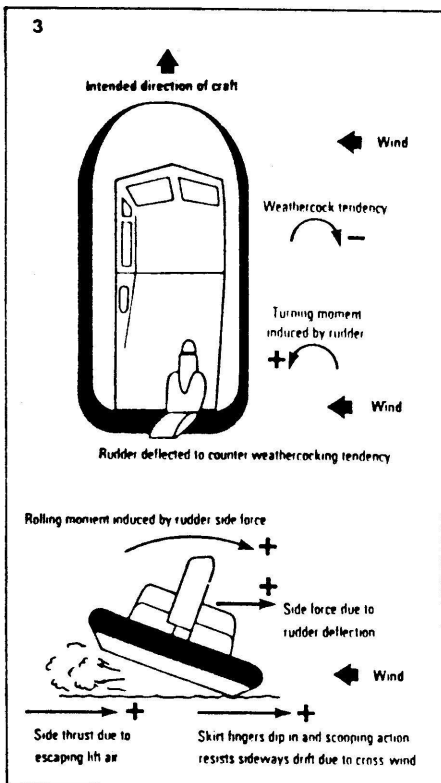 3
Intended direction of craft
Wind
Weathercock tendency
−
Turning moment
induced by rudder
+
Wind
Rudder deflected to counter weathercocking tendency
Rolling moment induced by rudder side force
+
+
Side force due to
rudder deflection
Wind
+
+
Side thrust due to
escaping lift air
Skirt fingers dip in and scooping action
resists sideways drift due to cross wind